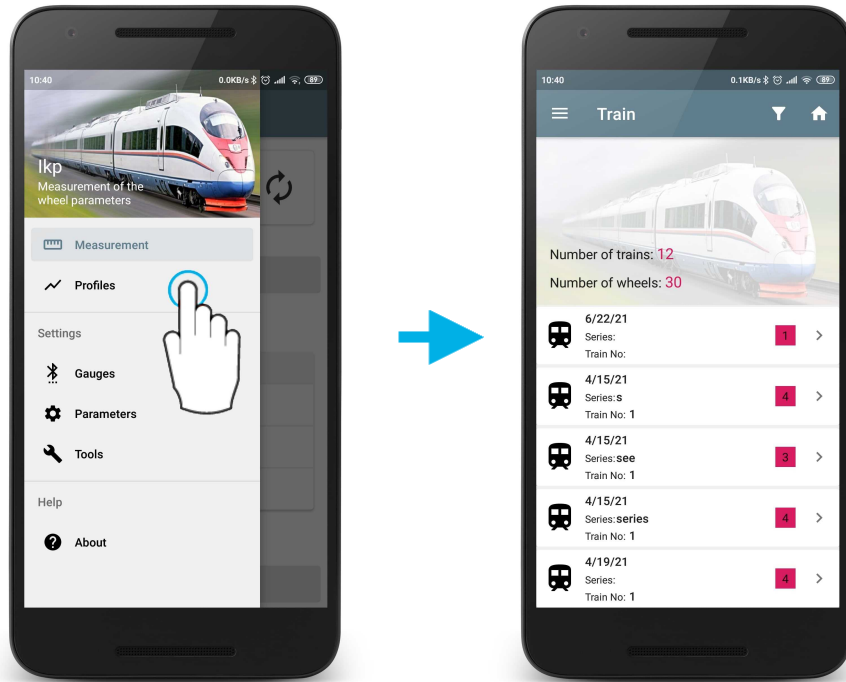 10:40 0.0KB/s 89
Ikp
Measurement of the
wheel parameters
Measurement
Profiles
Settings
Gauges
Parameters
Tools
Help
About
10:40 0.1KB/s 89
Train
Number of trains: 12
Number of wheels: 30
6/22/21
Series:
Train No:
1
4/15/21
Series:s
Train No: 1
4
4/15/21
Series:see
Train No: 1
3
4/15/21
Series:series
Train No: 1
4
4/19/21
Series:
Train No: 1
4